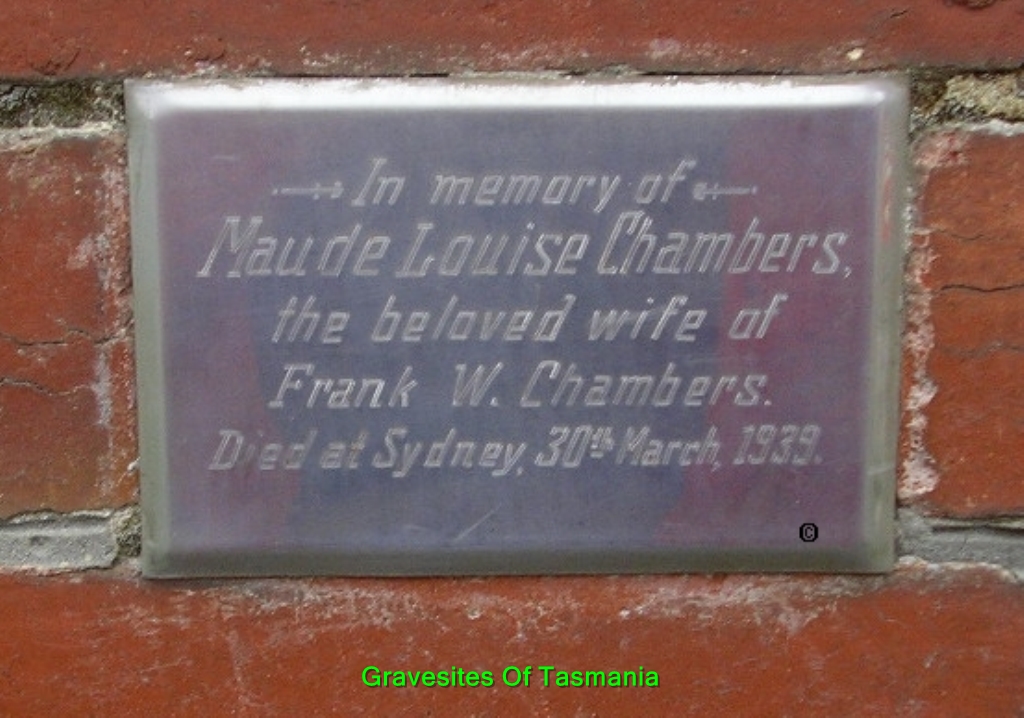 In memory of
Maude Louise Chambers,
the beloved wife of
Frank W. Chambers.
Died at Sydney, 30th March, 1939.
©
Gravesites Of Tasmania